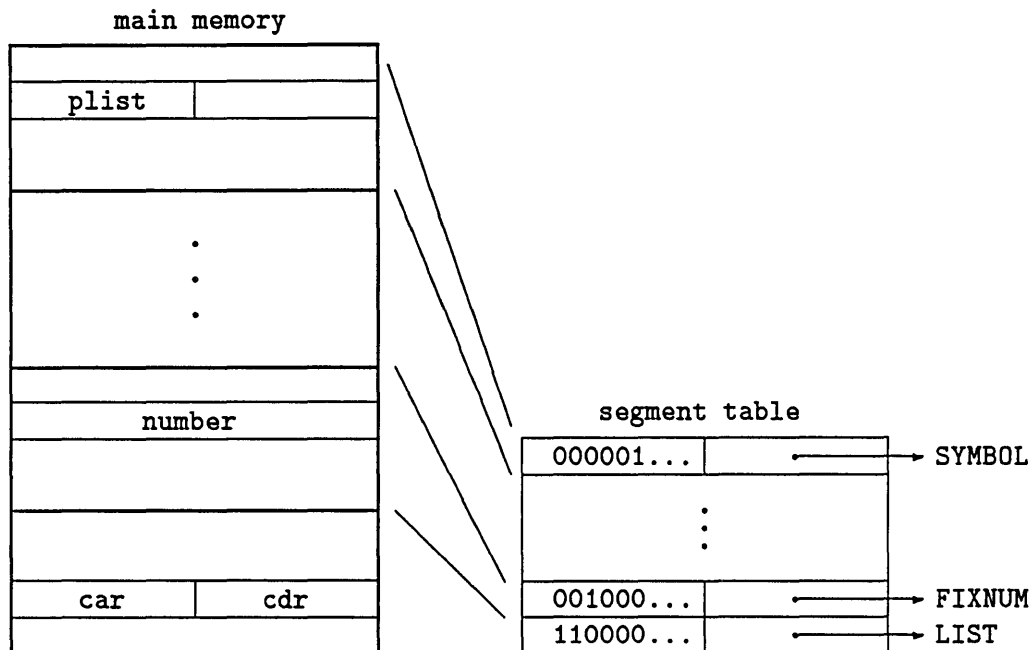 main memory
plist
number
car cdr
segment table
000001... SYMBOL
001000... FIXNUM
110000... LIST